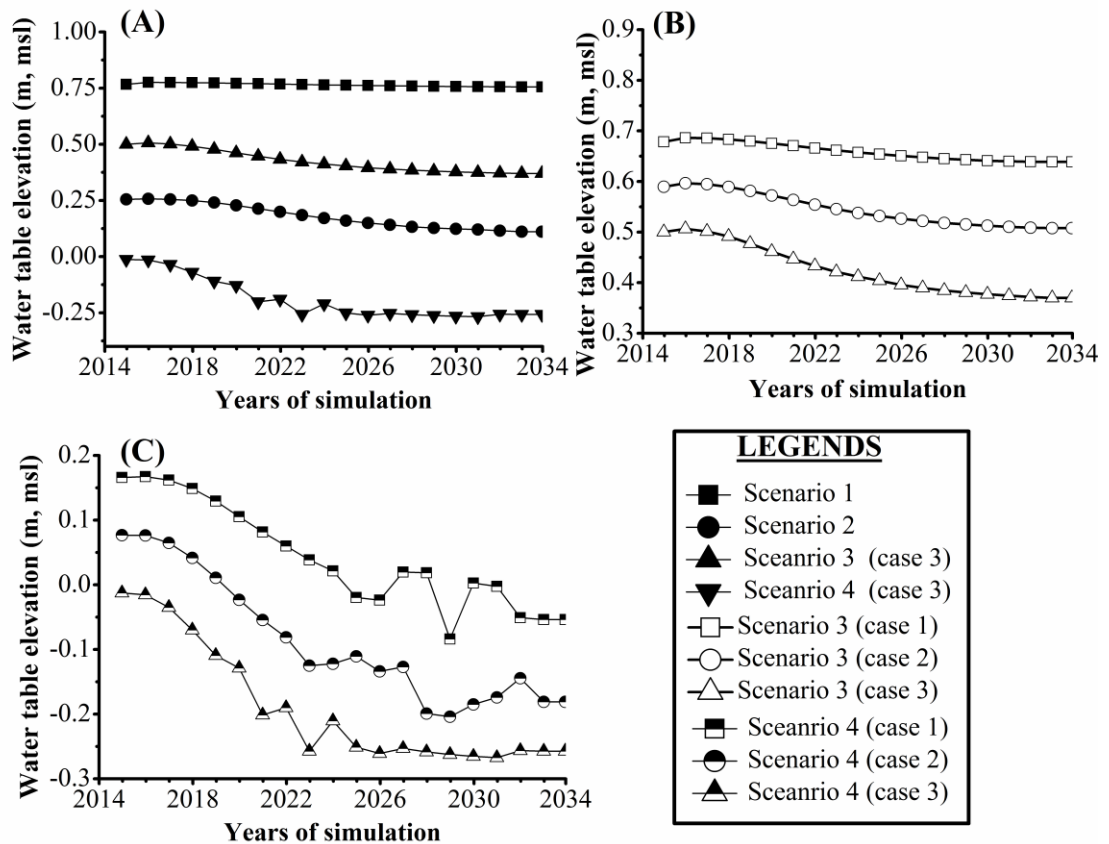 (A)
Water table elevation (m, msl)
1.00
0.75
0.50
0.25
0.00
-0.25
2014 2018 2022 2026 2030 2034
Years of simulation
(B)
Water table elevation (m, msl)
0.9
0.8
0.7
0.6
0.5
0.4
0.3
2014 2018 2022 2026 2030 2034
Years of simulation
(C)
Water table elevation (m, msl)
0.2
0.1
0.0
-0.1
-0.2
-0.3
2014 2018 2022 2026 2030 2034
Years of simulation
LEGENDS
Scenario 1
Scenario 2
Sceanrio 3 (case 3)
Sceanrio 4 (case 3)
Scenario 3 (case 1)
Scenario 3 (case 2)
Scenario 3 (case 3)
Sceanrio 4 (case 1)
Scenario 4 (case 2)
Sceanrio 4 (case 3)